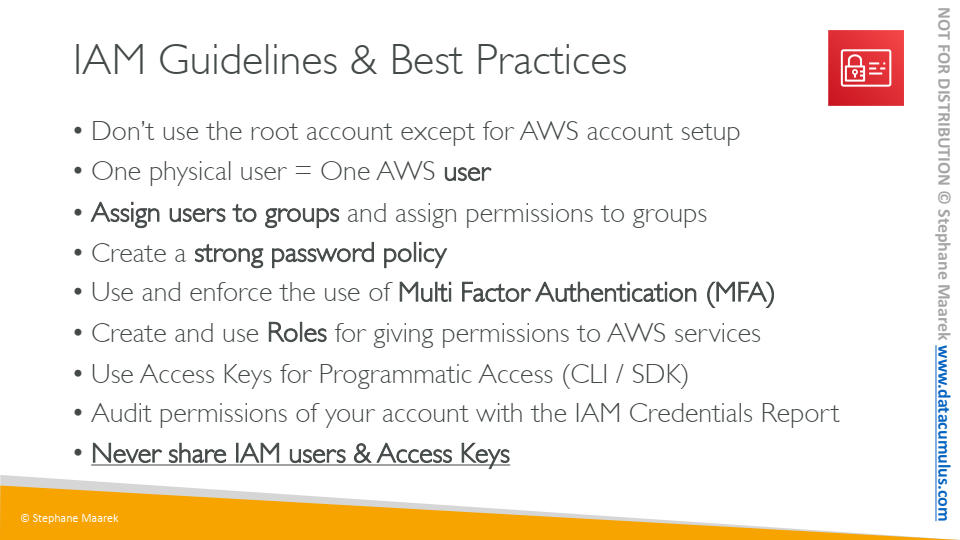 IAM Guidelines & Best Practices
• Don’t use the root account except for AWS account setup
• One physical user = One AWS user
• Assign users to groups and assign permissions to groups
• Create a strong password policy
• Use and enforce the use of Multi Factor Authentication (MFA)
• Create and use Roles for giving permissions to AWS services
• Use Access Keys for Programmatic Access (CLI / SDK)
• Audit permissions of your account with the IAM Credentials Report
• Never share IAM users & Access Keys
© Stephane Maarek
NOT FOR DISTRIBUTION © Stephane Maarek www.datacumulus.com